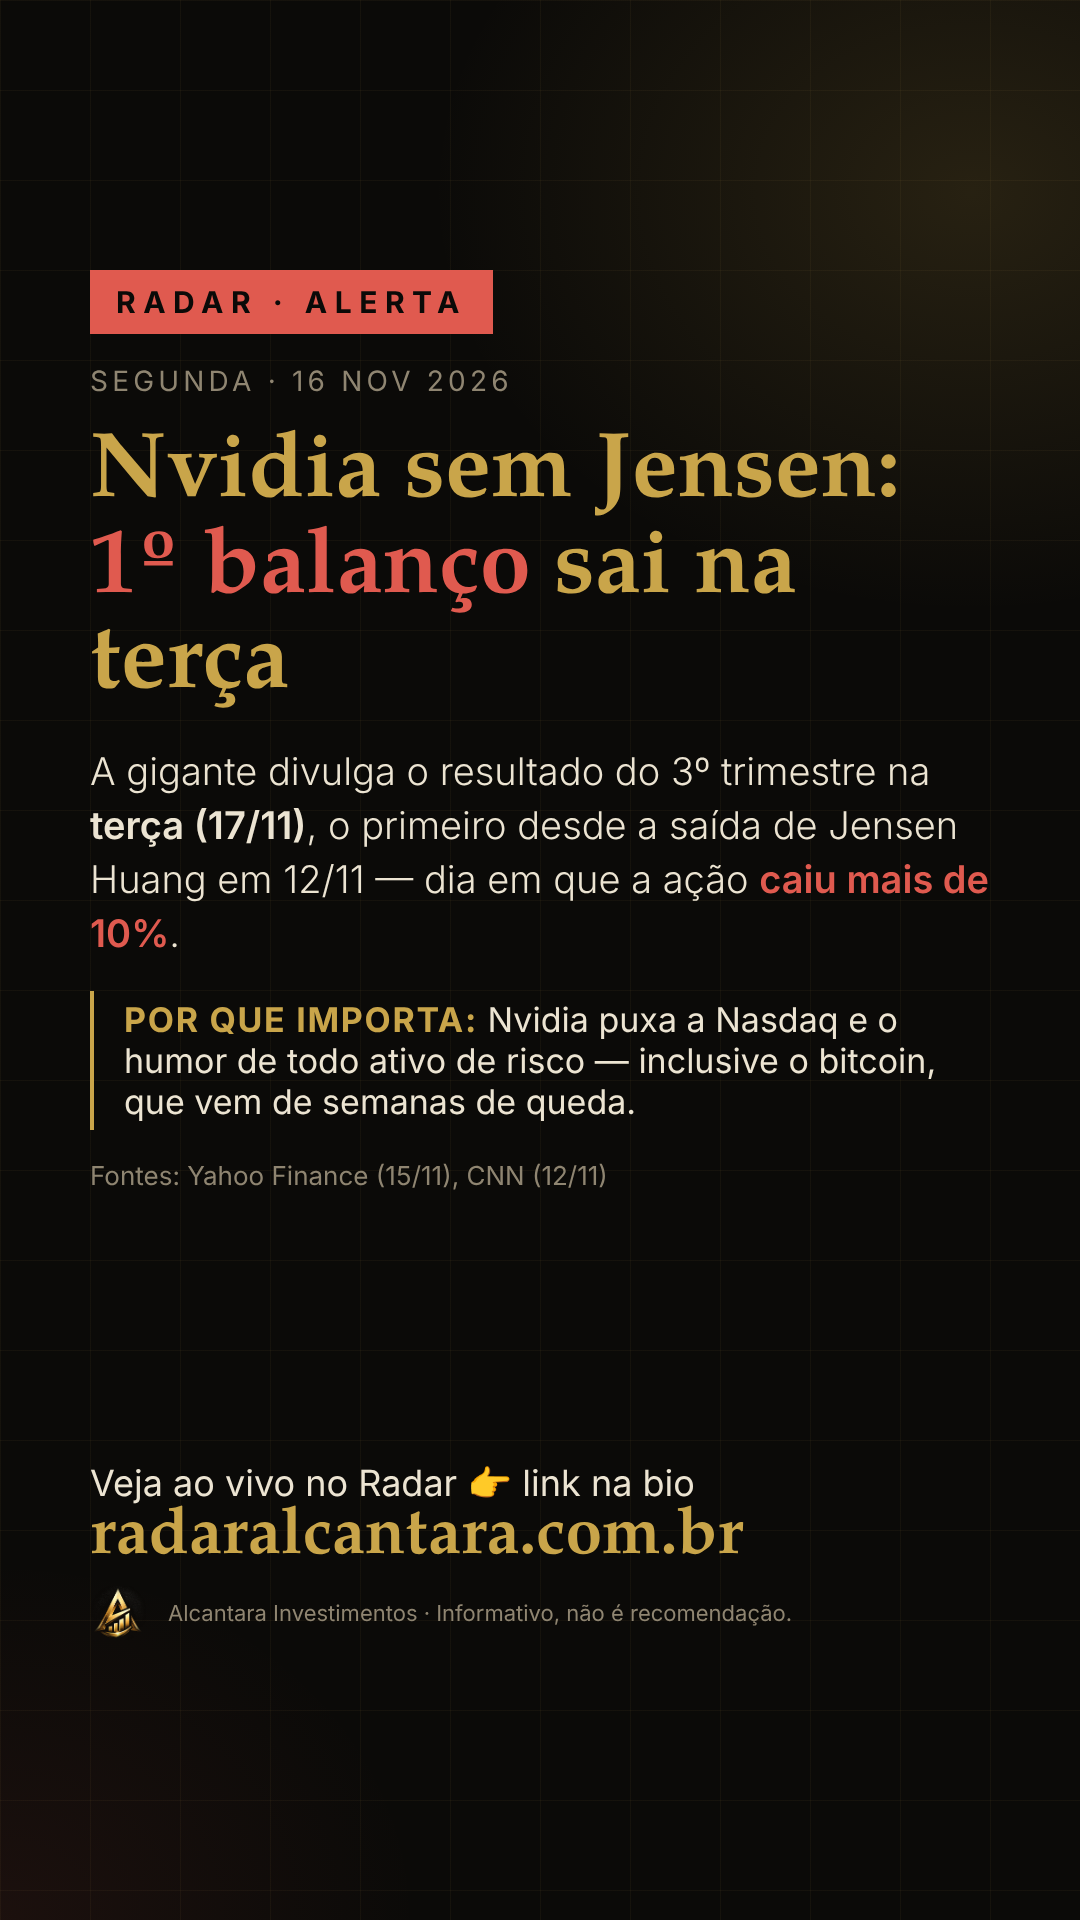 RADAR · ALERTA
SEGUNDA · 16 NOV 2026
Nvidia sem Jensen:
1º balanço sai na
terça
A gigante divulga o resultado do 3º trimestre na
terça (17/11), o primeiro desde a saída de Jensen
Huang em 12/11 — dia em que a ação caiu mais de
10%.
POR QUE IMPORTA: Nvidia puxa a Nasdaq e o
humor de todo ativo de risco — inclusive o bitcoin,
que vem de semanas de queda.
Fontes: Yahoo Finance (15/11), CNN (12/11)
Veja ao vivo no Radar 👉 link na bio
radaralcantara.com.br
Alcantara Investimentos · Informativo, não é recomendação.